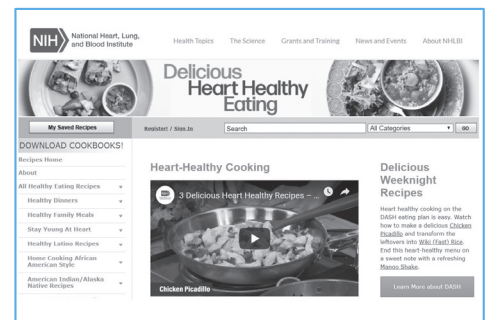 NIH National Heart, Lung,
and Blood Institute
Health Topics The Science Grants and Training News and Events About NHLBI
Delicious
Heart Healthy
Eating
My Saved Recipes
Register! / Sign In
Search
All Categories
GO
DOWNLOAD COOKBOOKS!
Recipes Home
About
All Healthy Eating Recipes
Healthy Dinners
Healthy Family Meals
Stay Young At Heart
Healthy Latino Recipes
Home Cooking African
American Style
American Indian/Alaska
Native Recipes
Heart-Healthy Cooking
3 Delicious Heart Healthy Recipes – ...
Chicken Picadillo
Delicious
Weeknight
Recipes
Heart healthy cooking on the
DASH eating plan is easy. Watch
how to make a delicious Chicken
Picadillo and transform the
leftovers into Wiki (Fast) Rice.
End this heart-healthy menu on
a sweet note with a refreshing
Mango Shake.
Learn More about DASH